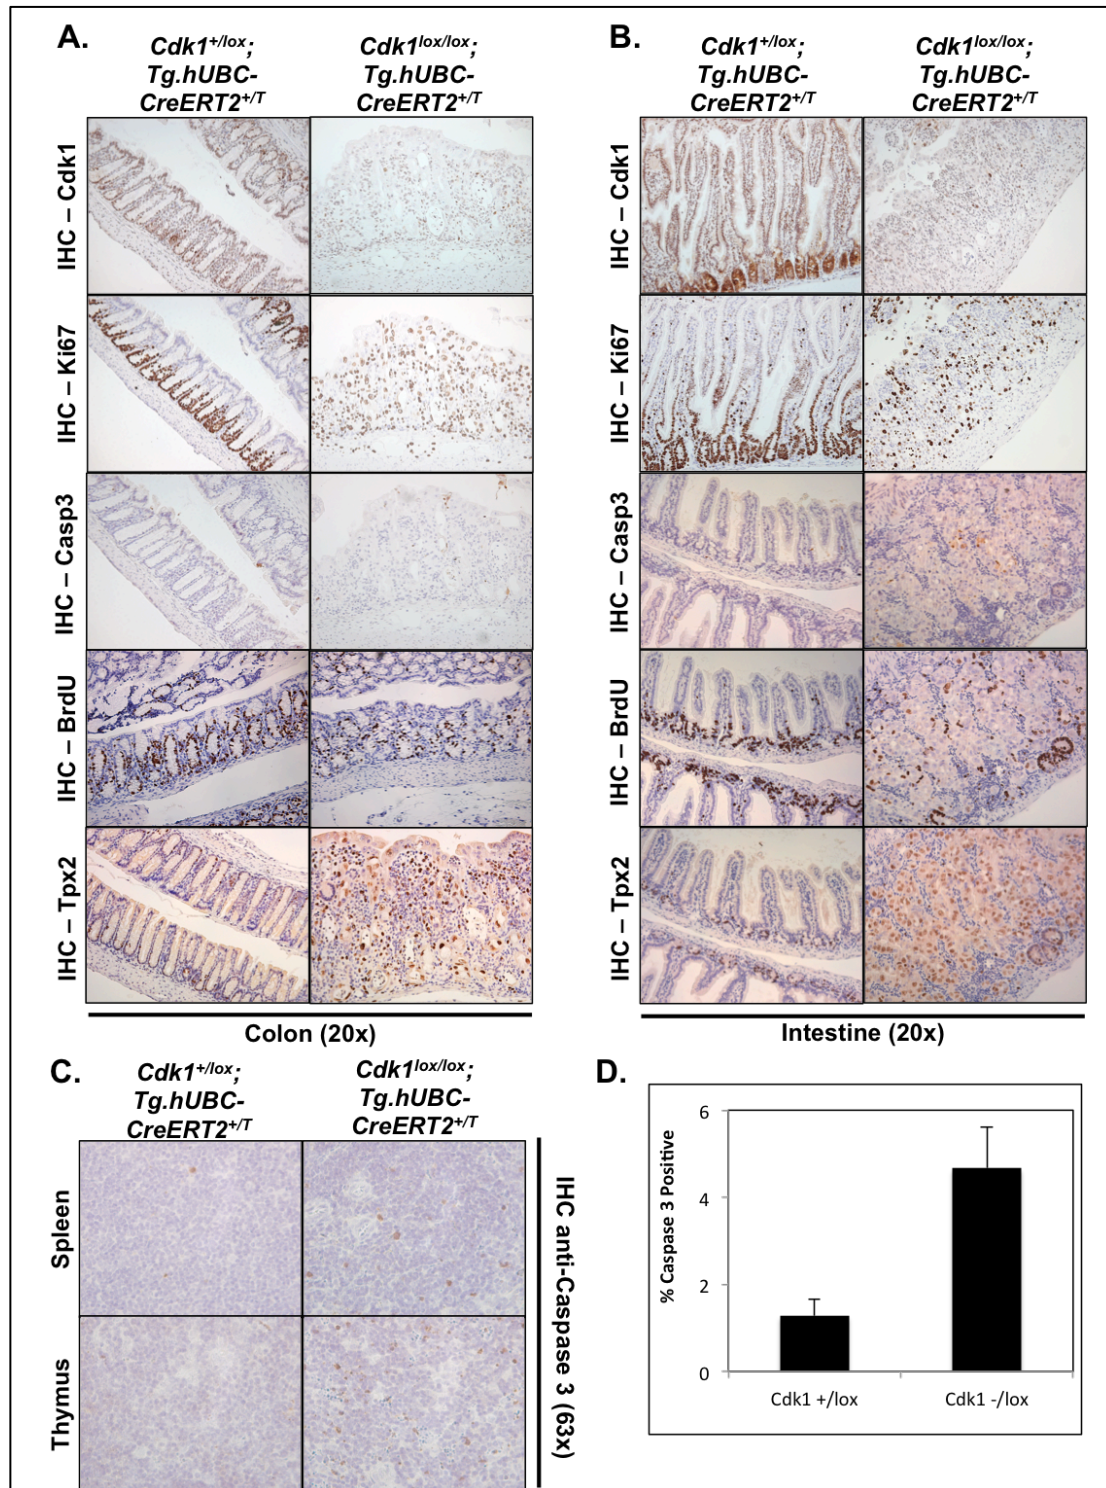 A.
Cdk1+/lox;
Tg.hUBC-
CreERT2+/T
Cdk1lox/lox;
Tg.hUBC-
CreERT2+/T
IHC – Cdk1
IHC – Ki67
IHC – Casp3
IHC – BrdU
IHC – Tpx2
Colon (20x)
B.
Cdk1+/lox;
Tg.hUBC-
CreERT2+/T
Cdk1lox/lox;
Tg.hUBC-
CreERT2+/T
IHC – Cdk1
IHC – Ki67
IHC – Casp3
IHC – BrdU
IHC – Tpx2
Intestine (20x)
C.
Cdk1+/lox;
Tg.hUBC-
CreERT2+/T
Cdk1lox/lox;
Tg.hUBC-
CreERT2+/T
Spleen
Thymus
IHC anti-Caspase 3 (63x)
D.
% Caspase 3 Positive
6
4
2
0
Cdk1 +/lox
Cdk1 -/lox